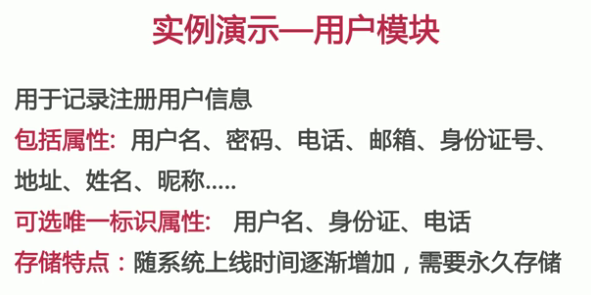 实例演示—用户模块
用于记录注册用户信息
包括属性：用户名、密码、电话、邮箱、身份证号、
地址、姓名、昵称.....
可选唯一标识属性： 用户名、身份证、电话
存储特点：随系统上线时间逐渐增加，需要永久存储